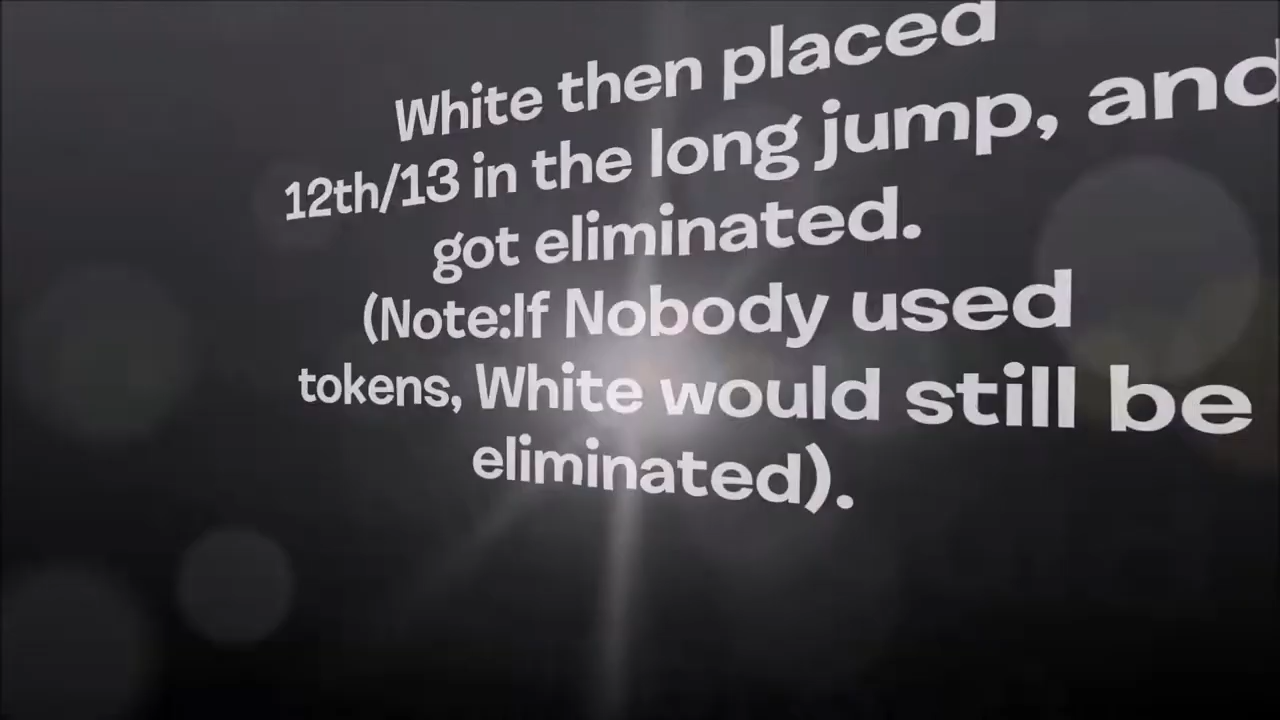 White then placed
12th/13 in the long jump, and
got eliminated.
(Note:If Nobody used
tokens, White would still be
eliminated).